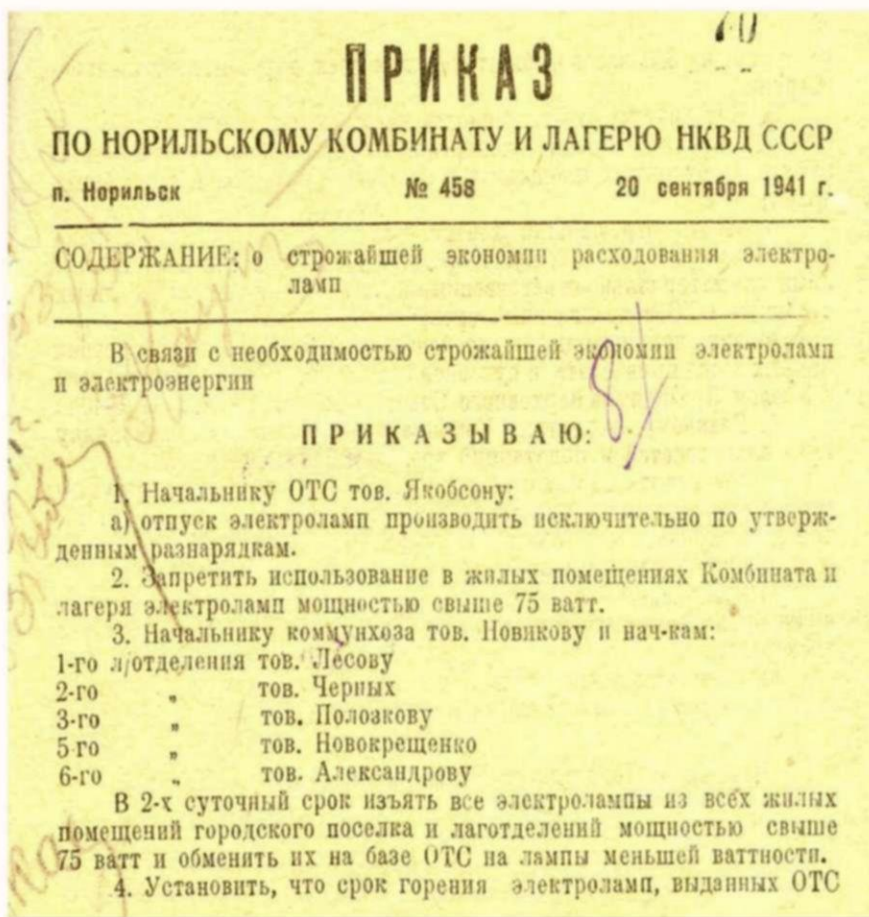 70
ПРИКАЗ
ПО НОРИЛЬСКОМУ КОМБИНАТУ И ЛАГЕРЮ НКВД СССР
п. Норильск № 458 20 сентября 1941 г.
СОДЕРЖАНИЕ: о строжайшей экономии расходования электро-
ламп
В связи с необходимостью строжайшей экономии электроламп
и электроэнергии
ПРИКАЗЫВАЮ:
1. Начальнику ОТС тов. Якобсону:
а) отпуск электроламп производить исключительно по утверж-
денным разнарядкам.
2. Запретить использование в жилых помещениях Комбината и
лагеря электроламп мощностью свыше 75 ватт.
3. Начальнику коммунхоза тов. Новикову и нач-кам:
1-го л/отделения тов. Лесову
2-го „ тов. Черных
3-го „ тов. Полозкову
5-го „ тов. Новокрещенко
6-го „ тов. Александрову
В 2-х суточный срок изъять все электролампы из всех жилых
помещений городского поселка и лаготделений мощностью свыше
75 ватт и обменить их на базе ОТС на лампы меньшей ваттности.
4. Установить, что срок горения электроламп, выданных ОТС